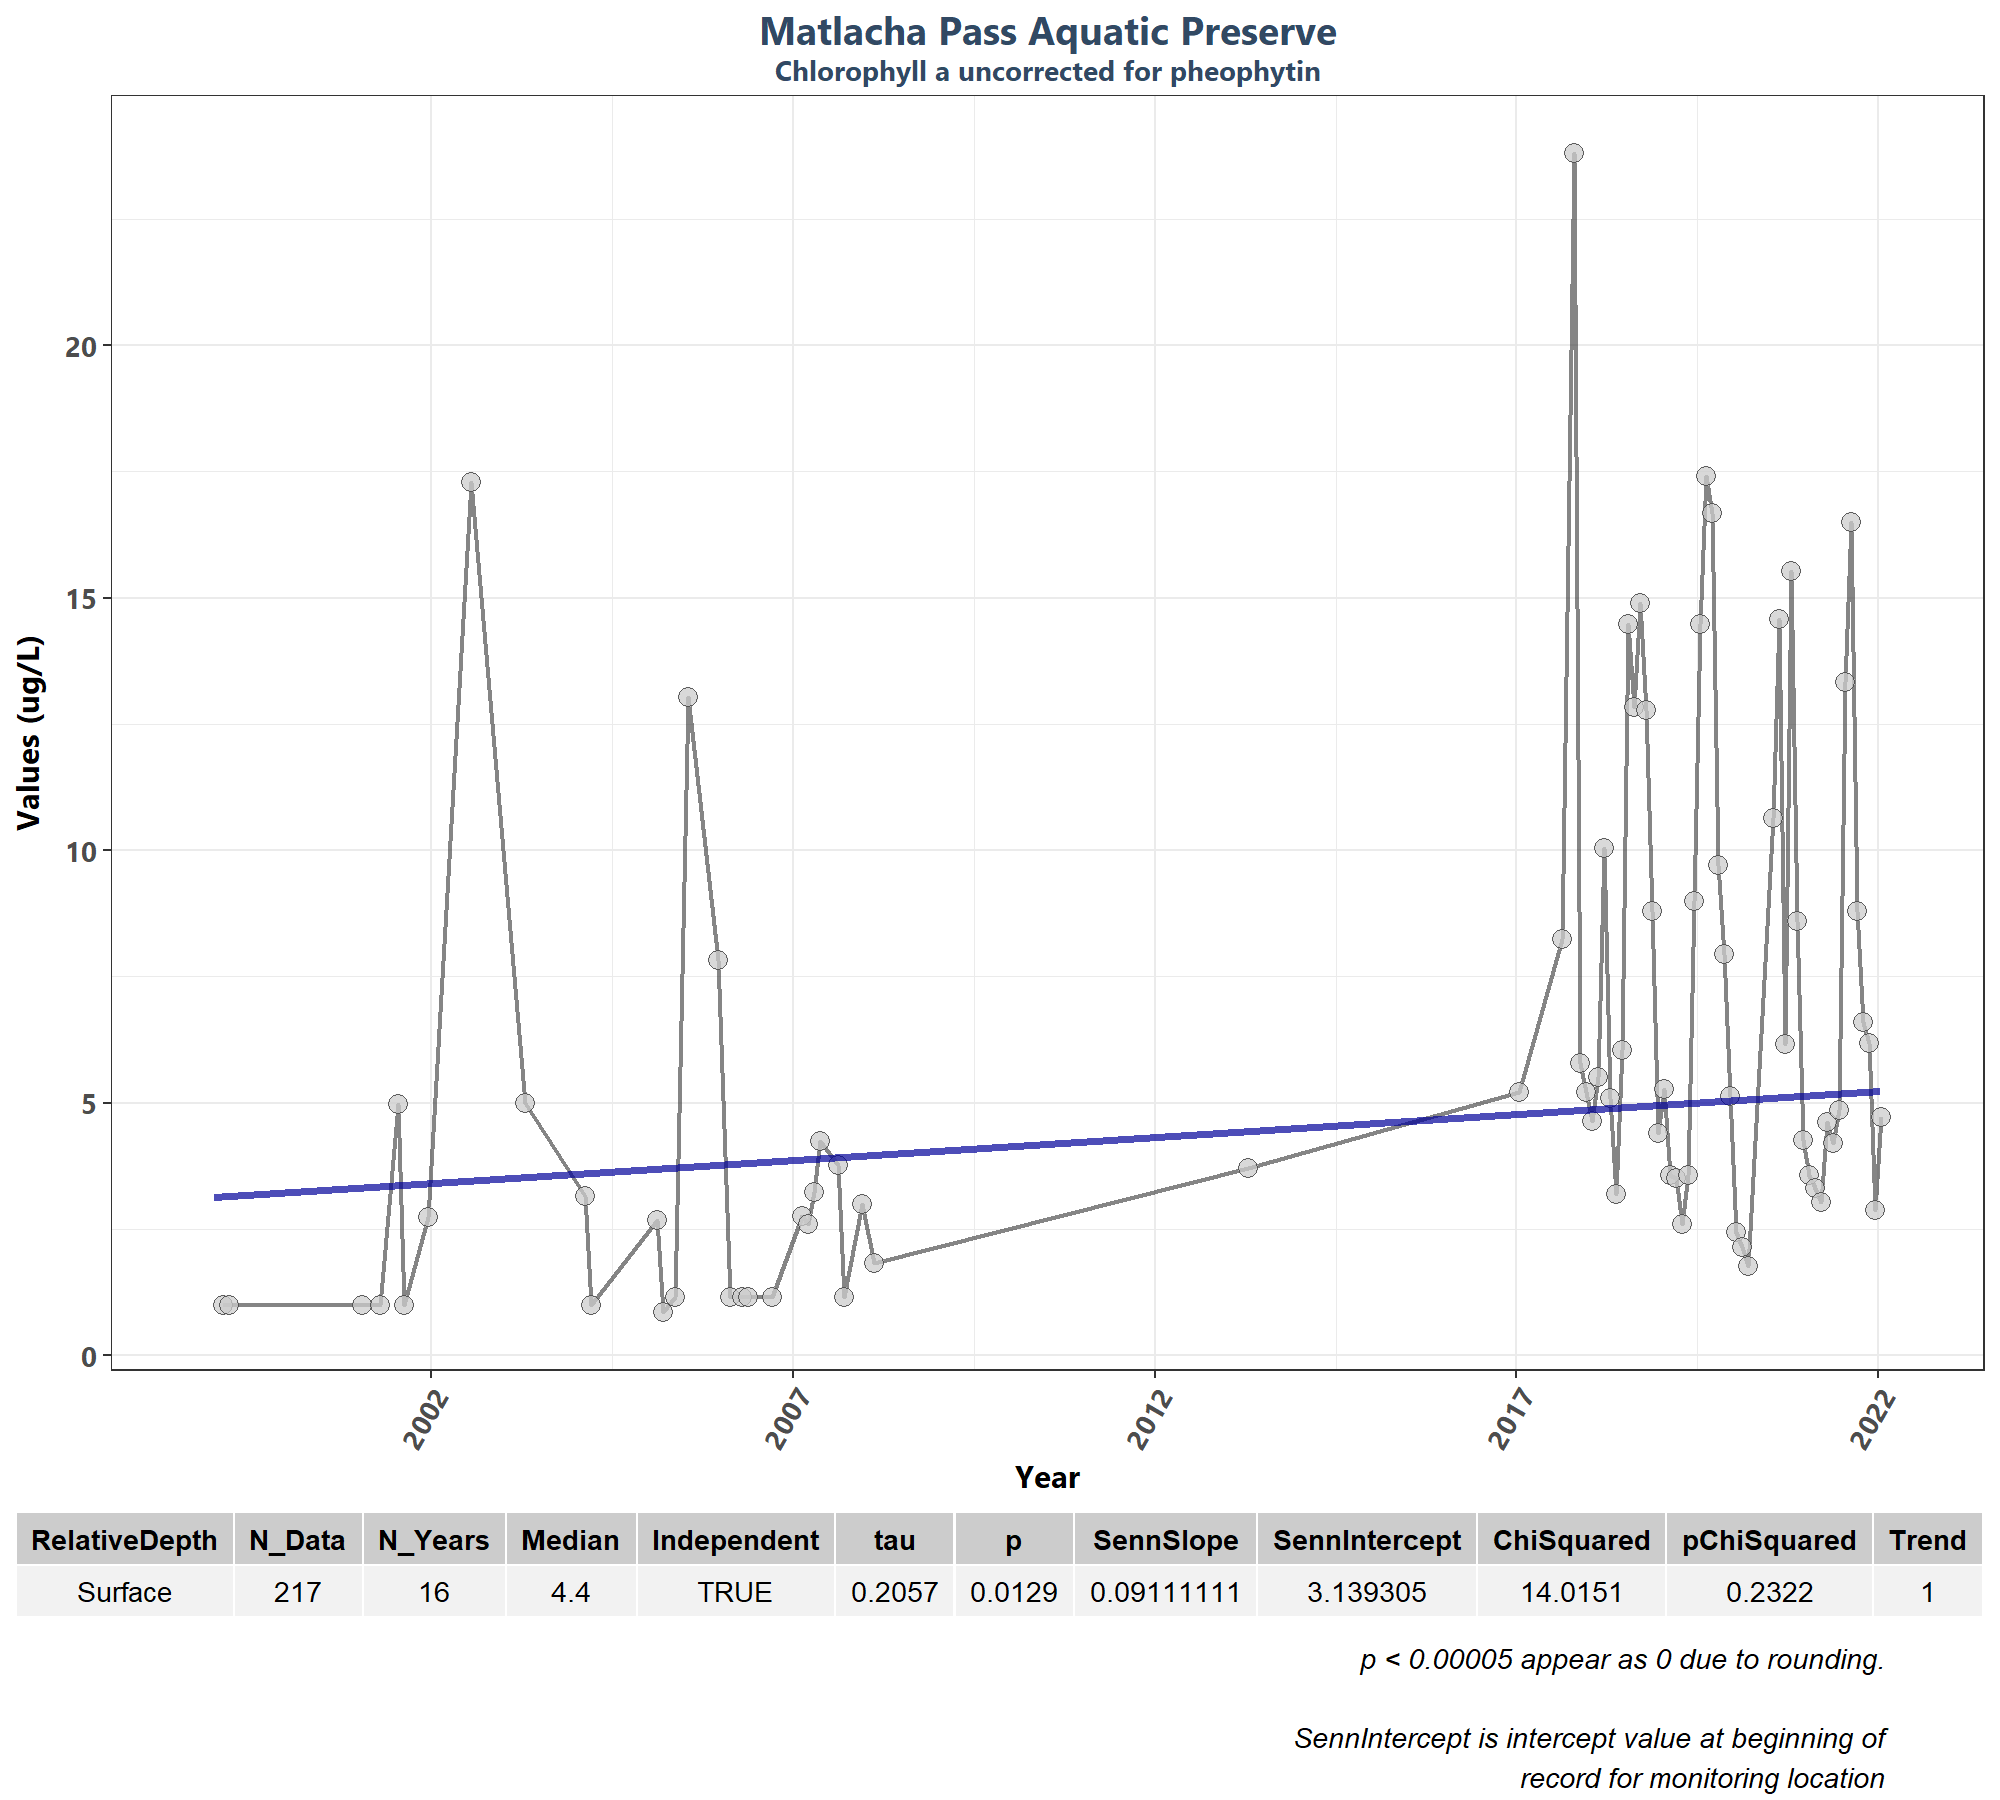 Matlacha Pass Aquatic Preserve
Chlorophyll a uncorrected for pheophytin
Values (ug/L)
20
15
10
5
0
2002
2007
2012
2017
2022
Year
RelativeDepth N_Data N_Years Median Independent tau p SennSlope SennIntercept ChiSquared pChiSquared Trend
Surface 217 16 4.4 TRUE 0.2057 0.0129 0.09111111 3.139305 14.0151 0.2322 1
p < 0.00005 appear as 0 due to rounding.
SennIntercept is intercept value at beginning of
record for monitoring location